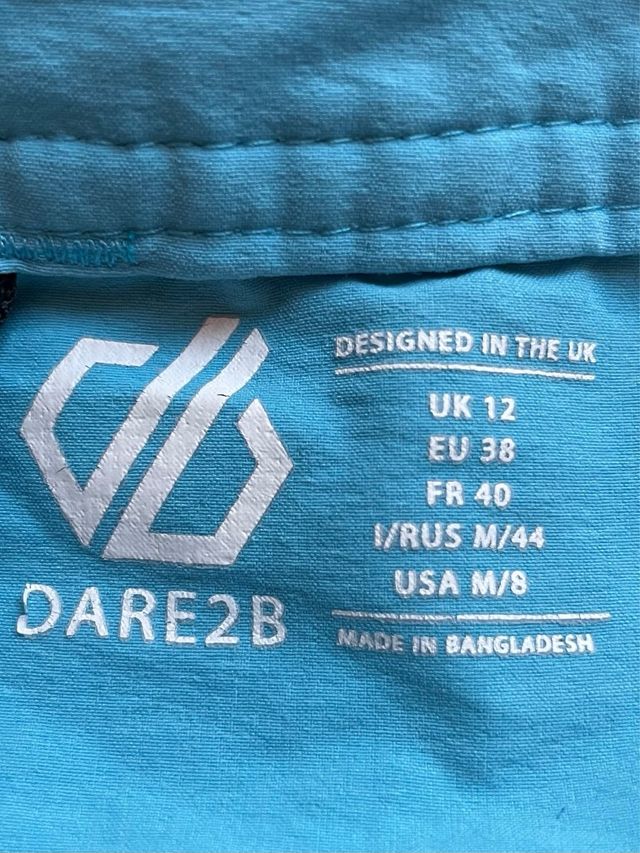 DARE2B
DESIGNED IN THE UK
UK 12
EU 38
FR 40
I/RUS M/44
USA M/8
MADE IN BANGLADESH